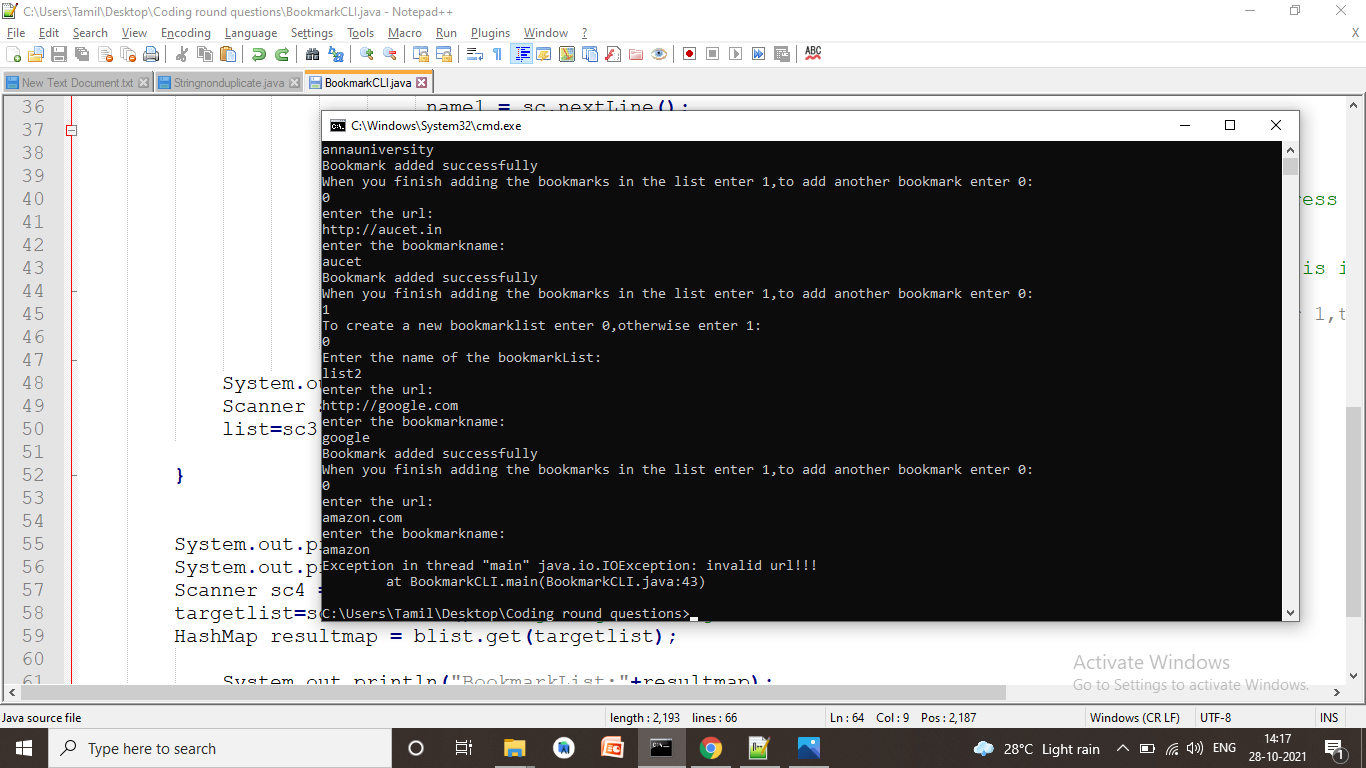 C:\Users\Tamil\Desktop\Coding round questions\BookmarkCLI.java - Notepad++
File Edit Search View Encoding Language Settings Tools Macro Run Plugins Window ? X
New Text Document.txt Stringnonduplicate.java BookmarkCLI.java
36 name1 = sc.nextLine();
C:\Windows\System32\cmd.exe
37
38
39
40 ess
41
42
43 is i
44
45 1,t
46
47
48 System.ou
49 Scanner
50 list=sc3
51
52 }
53
54
55 System.out.p
56 System.out.p
57 Scanner sc4 =
58 targetlist=s
59 HashMap resultmap = blist.get(targetlist);
60
61 System.out.println("BookmarkList:"+resultmap);
annauniversity
Bookmark added successfully
When you finish adding the bookmarks in the list enter 1,to add another bookmark enter 0:
0
enter the url:
http://aucet.in
enter the bookmarkname:
aucet
Bookmark added successfully
When you finish adding the bookmarks in the list enter 1,to add another bookmark enter 0:
1
To create a new bookmarklist enter 0,otherwise enter 1:
0
Enter the name of the bookmarkList:
list2
enter the url:
http://google.com
enter the bookmarkname:
google
Bookmark added successfully
When you finish adding the bookmarks in the list enter 1,to add another bookmark enter 0:
0
enter the url:
amazon.com
enter the bookmarkname:
amazon
Exception in thread "main" java.io.IOException: invalid url!!!
at BookmarkCLI.main(BookmarkCLI.java:43)
C:\Users\Tamil\Desktop\Coding round questions>
Activate Windows
Go to Settings to activate Windows.
Java source file length : 2,193 lines : 66 Ln : 64 Col : 9 Pos : 2,187 Windows (CR LF) UTF-8 INS
Type here to search 28°C Light rain ENG 14:17
28-10-2021 1